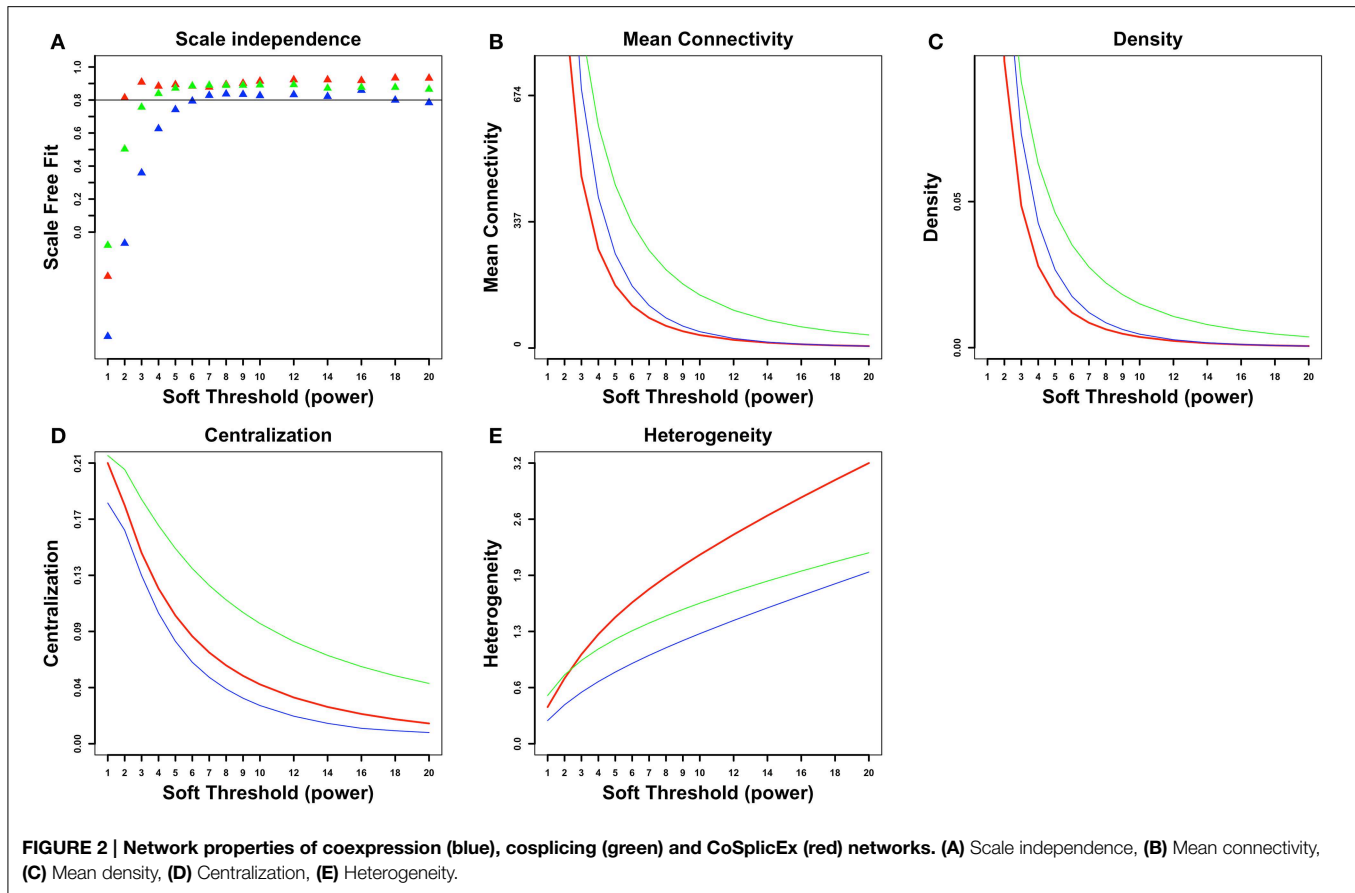 A Scale independence
Scale Free Fit
1.0
0.8
0.6
0.4
0.2
0.0
1 2 3 4 5 6 7 8 9 10 12 14 16 18 20
Soft Threshold (power)
B Mean Connectivity
Mean Connectivity
674
337
0
1 2 3 4 5 6 7 8 9 10 12 14 16 18 20
Soft Threshold (power)
C Density
Density
0.05
0.00
1 2 3 4 5 6 7 8 9 10 12 14 16 18 20
Soft Threshold (power)
D Centralization
Centralization
0.21
0.17
0.13
0.09
0.04
0.00
1 2 3 4 5 6 7 8 9 10 12 14 16 18 20
Soft Threshold (power)
E Heterogeneity
Heterogeneity
3.2
2.6
1.9
1.3
0.6
0.0
1 2 3 4 5 6 7 8 9 10 12 14 16 18 20
Soft Threshold (power)
FIGURE 2 | Network properties of coexpression (blue), cosplicing (green) and CoSplicEx (red) networks. (A) Scale independence, (B) Mean connectivity,
(C) Mean density, (D) Centralization, (E) Heterogeneity.